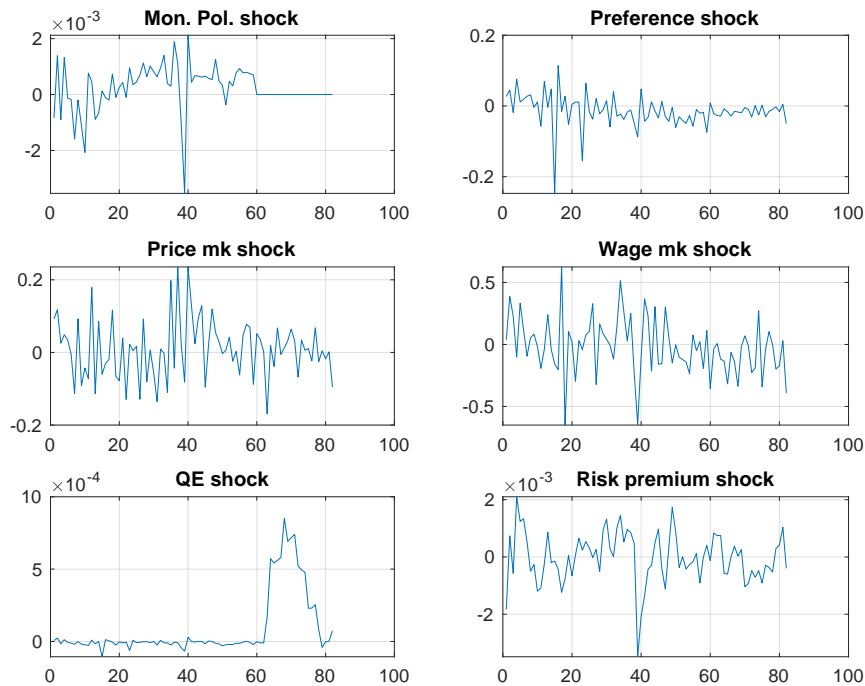 Mon. Pol. shock
×10⁻³
2
0
-2
0 20 40 60 80 100
Preference shock
0.2
0
-0.2
0 20 40 60 80 100
Price mk shock
0.2
0
-0.2
0 20 40 60 80 100
Wage mk shock
0.5
0
-0.5
0 20 40 60 80 100
QE shock
×10⁻⁴
10
5
0
0 20 40 60 80 100
Risk premium shock
×10⁻³
2
0
-2
0 20 40 60 80 100